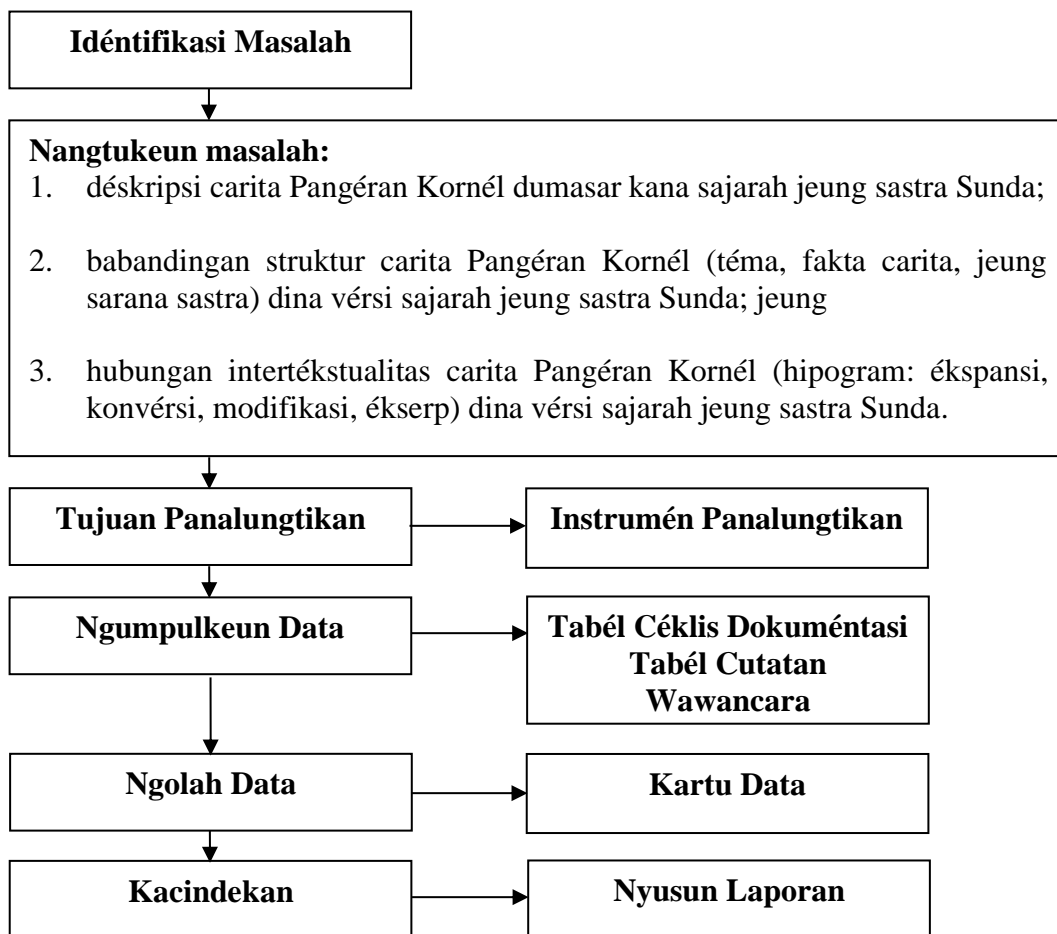 Idéntifikasi Masalah
Nangtukeun masalah:
1. déskripsi carita Pangéran Kornél dumasar kana sajarah jeung sastra Sunda;
2. babandingan struktur carita Pangéran Kornél (téma, fakta carita, jeung
sarana sastra) dina vérsi sajarah jeung sastra Sunda; jeung
3. hubungan intertékstualitas carita Pangéran Kornél (hipogram: ékspansi,
konvérsi, modifikasi, ékserp) dina vérsi sajarah jeung sastra Sunda.
Tujuan Panalungtikan
Instrumén Panalungtikan
Ngumpulkeun Data
Tabél Céklis Dokuméntasi
Tabél Cutatan
Wawancara
Ngolah Data
Kartu Data
Kacindekan
Nyusun Laporan